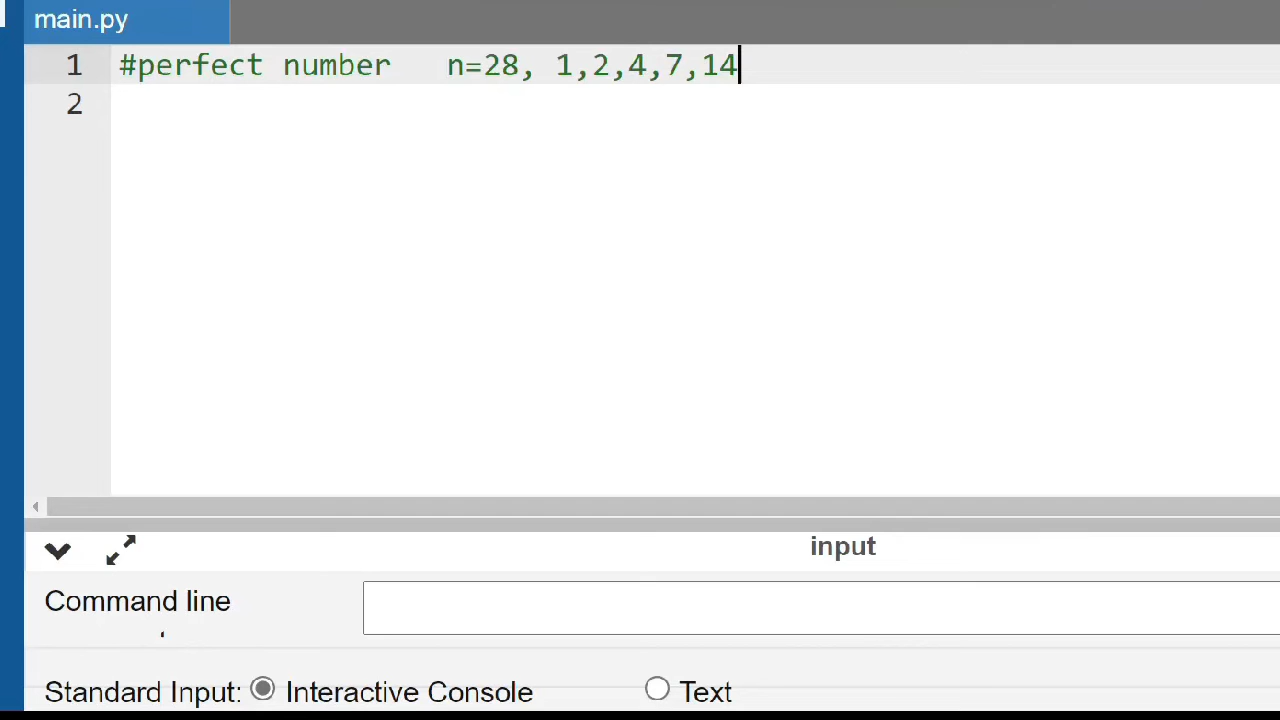 main.py
1 #perfect number   n=28, 1,2,4,7,14
2
input
Command line
Standard Input: Interactive Console Text